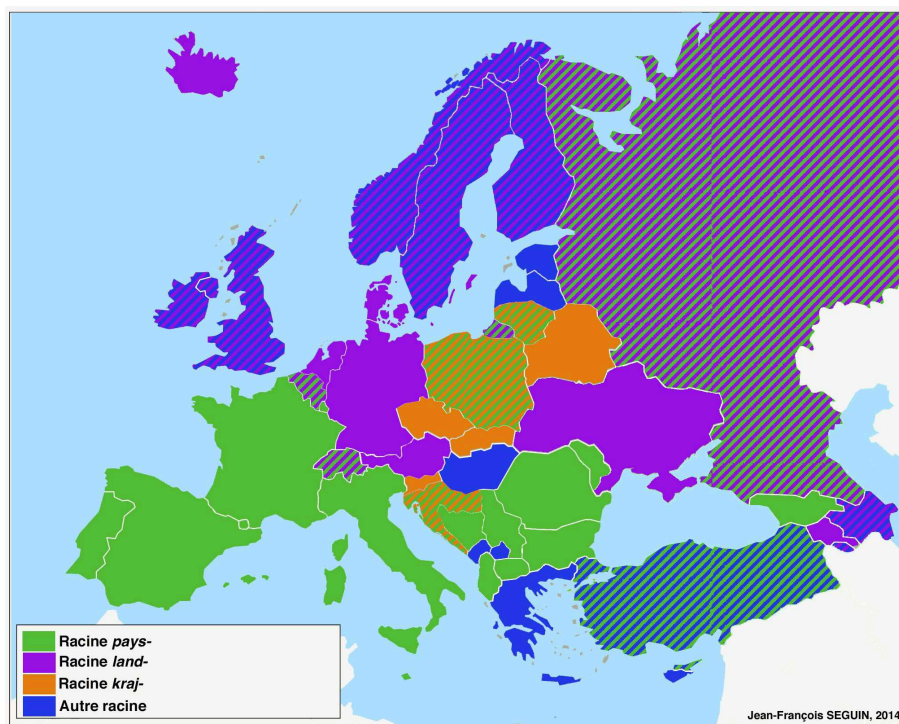 Racine pays-
Racine land-
Racine kraj-
Autre racine
Jean-François SEGUIN, 2014